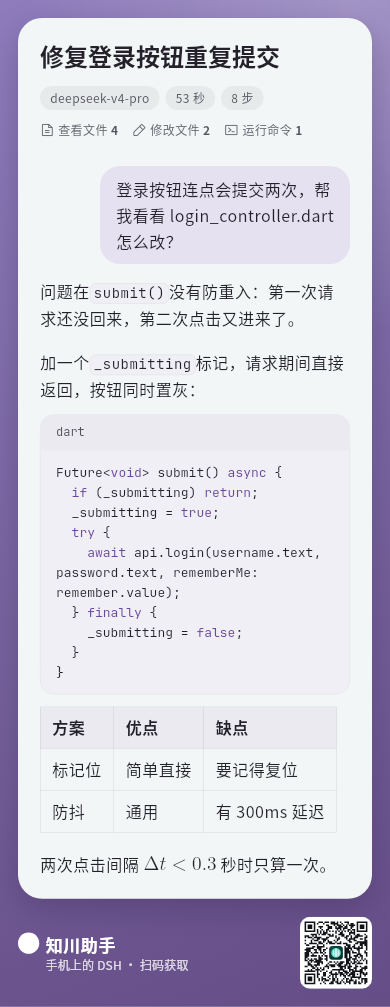 修复登录按钮重复提交
deepseek-v4-pro 53 秒 8 步
查看文件 4 修改文件 2 运行命令 1
登录按钮连点会提交两次，帮
我看看 login_controller.dart
怎么改？
问题在 submit() 没有防重入：第一次请
求还没回来，第二次点击又进来了。
加一个 _submitting 标记，请求期间直接
返回，按钮同时置灰：
dart
Future<void> submit() async {
  if (_submitting) return;
  _submitting = true;
  try {
    await api.login(username.text,
password.text, rememberMe:
remember.value);
  } finally {
    _submitting = false;
  }
}
方案 优点 缺点
标记位 简单直接 要记得复位
防抖 通用 有 300ms 延迟
两次点击间隔 Δt < 0.3 秒时只算一次。
知川助手
手机上的 DSH · 扫码获取